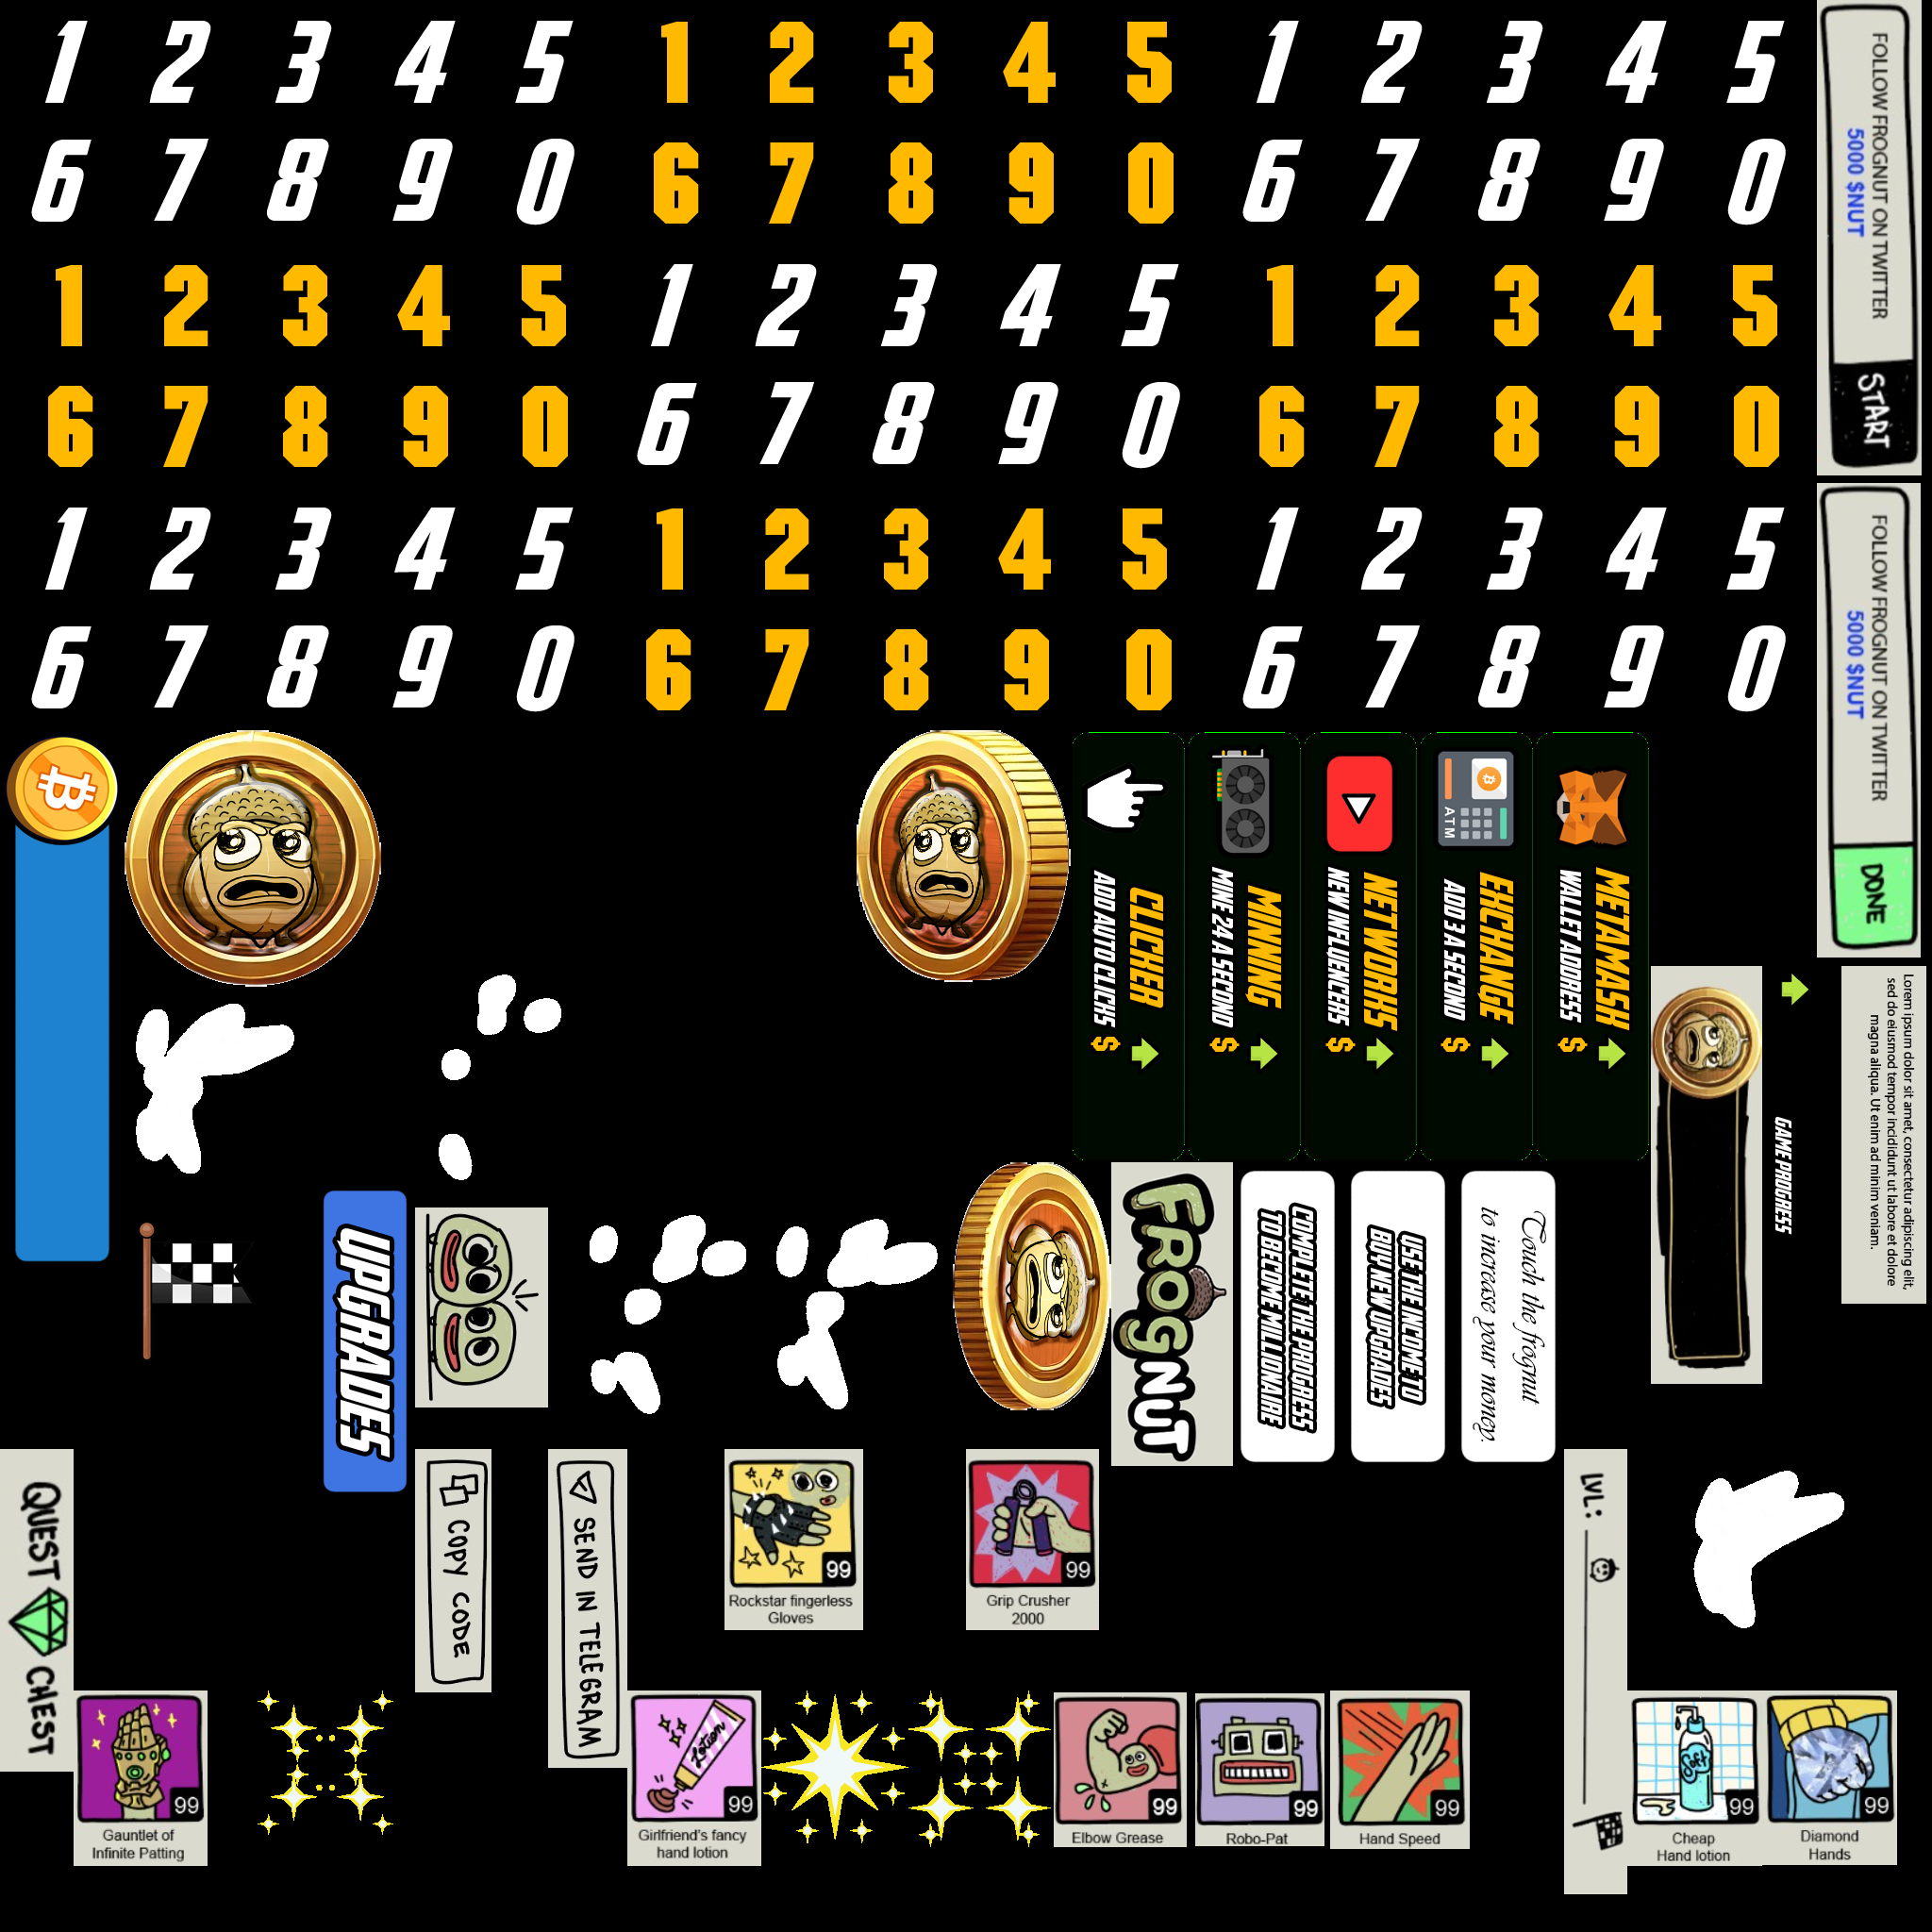 1 2 3 4 5 1 2 3 4 5 1 2 3 4 5
6 7 8 9 0 6 7 8 9 0 6 7 8 9 0
1 2 3 4 5 1 2 3 4 5 1 2 3 4 5
6 7 8 9 0 6 7 8 9 0 6 7 8 9 0
1 2 3 4 5 1 2 3 4 5 1 2 3 4 5
6 7 8 9 0 6 7 8 9 0 6 7 8 9 0
FOLLOW FROGNUT ON TWITTER
5000 $NUT
START
FOLLOW FROGNUT ON TWITTER
5000 $NUT
DONE
CLICKER
ADD AUTO CLICKS
$
MINNING
MINE 24 A SECOND
$
NETWORKS
NEW INFLUENCERS
$
ATM
EXCHANGE
ADD 3 A SECOND
$
METAMASK
WALLET ADDRESS
$
GAME PROGRESS
Lorem ipsum dolor sit amet, consectetur adipiscing elit,
sed do eiusmod tempor incididunt ut labore et dolore
magna aliqua. Ut enim ad minim veniam.
UPGRADES
FROGNUT
COMPLETE THE PROGRESS
TO BECOME MILLIONAIRE
USE THE INCOME TO
BUY NEW UPGRADES
Touch the frognut
to increase your money.
QUEST CHEST
COPY CODE
SEND IN TELEGRAM
99
Rockstar fingerless
Gloves
99
Grip Crusher
2000
LVL:
99
Gauntlet of
Infinite Patting
Lotion
99
Girlfriend's fancy
hand lotion
99
Elbow Grease
99
Robo-Pat
99
Hand Speed
Soft
99
Cheap
Hand lotion
99
Diamond
Hands